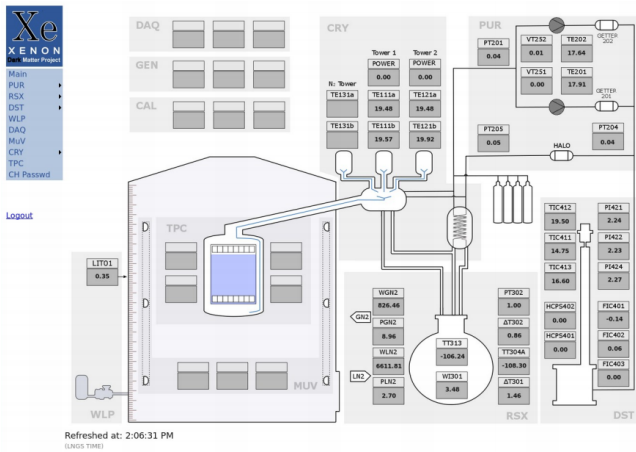 Xe
XENON
Dark Matter Project
Main
PUR
RSX
DST
WLP
DAQ
MuV
CRY
TPC
CH Passwd
Logout
DAQ
GEN
CAL
CRY
Tower 1 Tower 2
POWER POWER
0.00 0.00
N₂ Tower
TE131a TE111a TE121a
19.48 19.48
TE131b TE111b TE121b
19.57 19.92
PUR
PT201
0.04
VT252 TE202
0.01 17.64
VT251 TE201
0.00 17.91
GETTER
202
GETTER
201
PT205
0.05
PT204
0.04
HALO
TPC
LIT01
0.35
MUV
WLP
WGN2
826.46
GN2
PGN2
8.96
WLN2
6611.81
LN2
PLN2
2.70
TT313
-106.24
WI301
3.48
PT302
1.00
ΔT302
0.86
TT304A
-108.30
ΔT301
1.46
RSX
TIC412 PI421
19.50 2.24
TIC411 PI422
14.75 2.23
TIC413 PI424
16.60 2.27
HCPS402 FIC401
0.00 -0.14
HCPS401 FIC402
0.00 0.06
FIC403
0.00
DST
Refreshed at: 2:06:31 PM
(LNGS TIME)